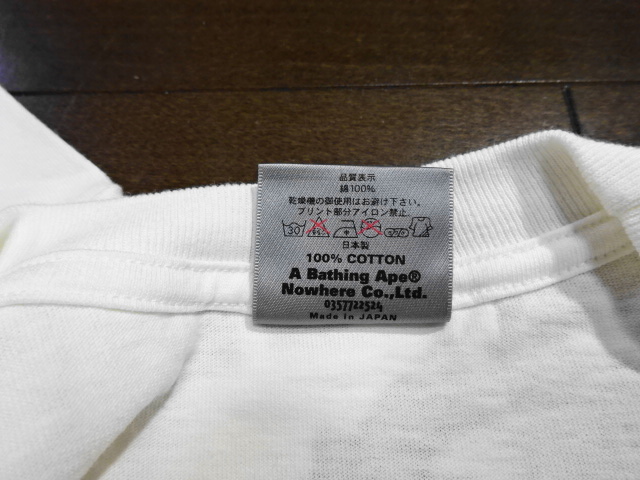 品質表示
綿100%
乾燥機の御使用はお避け下さい。
プリント部分アイロン禁止
30
日本製
100% COTTON
A Bathing Ape®
Nowhere Co.,Ltd.
0357722524
Made in JAPAN